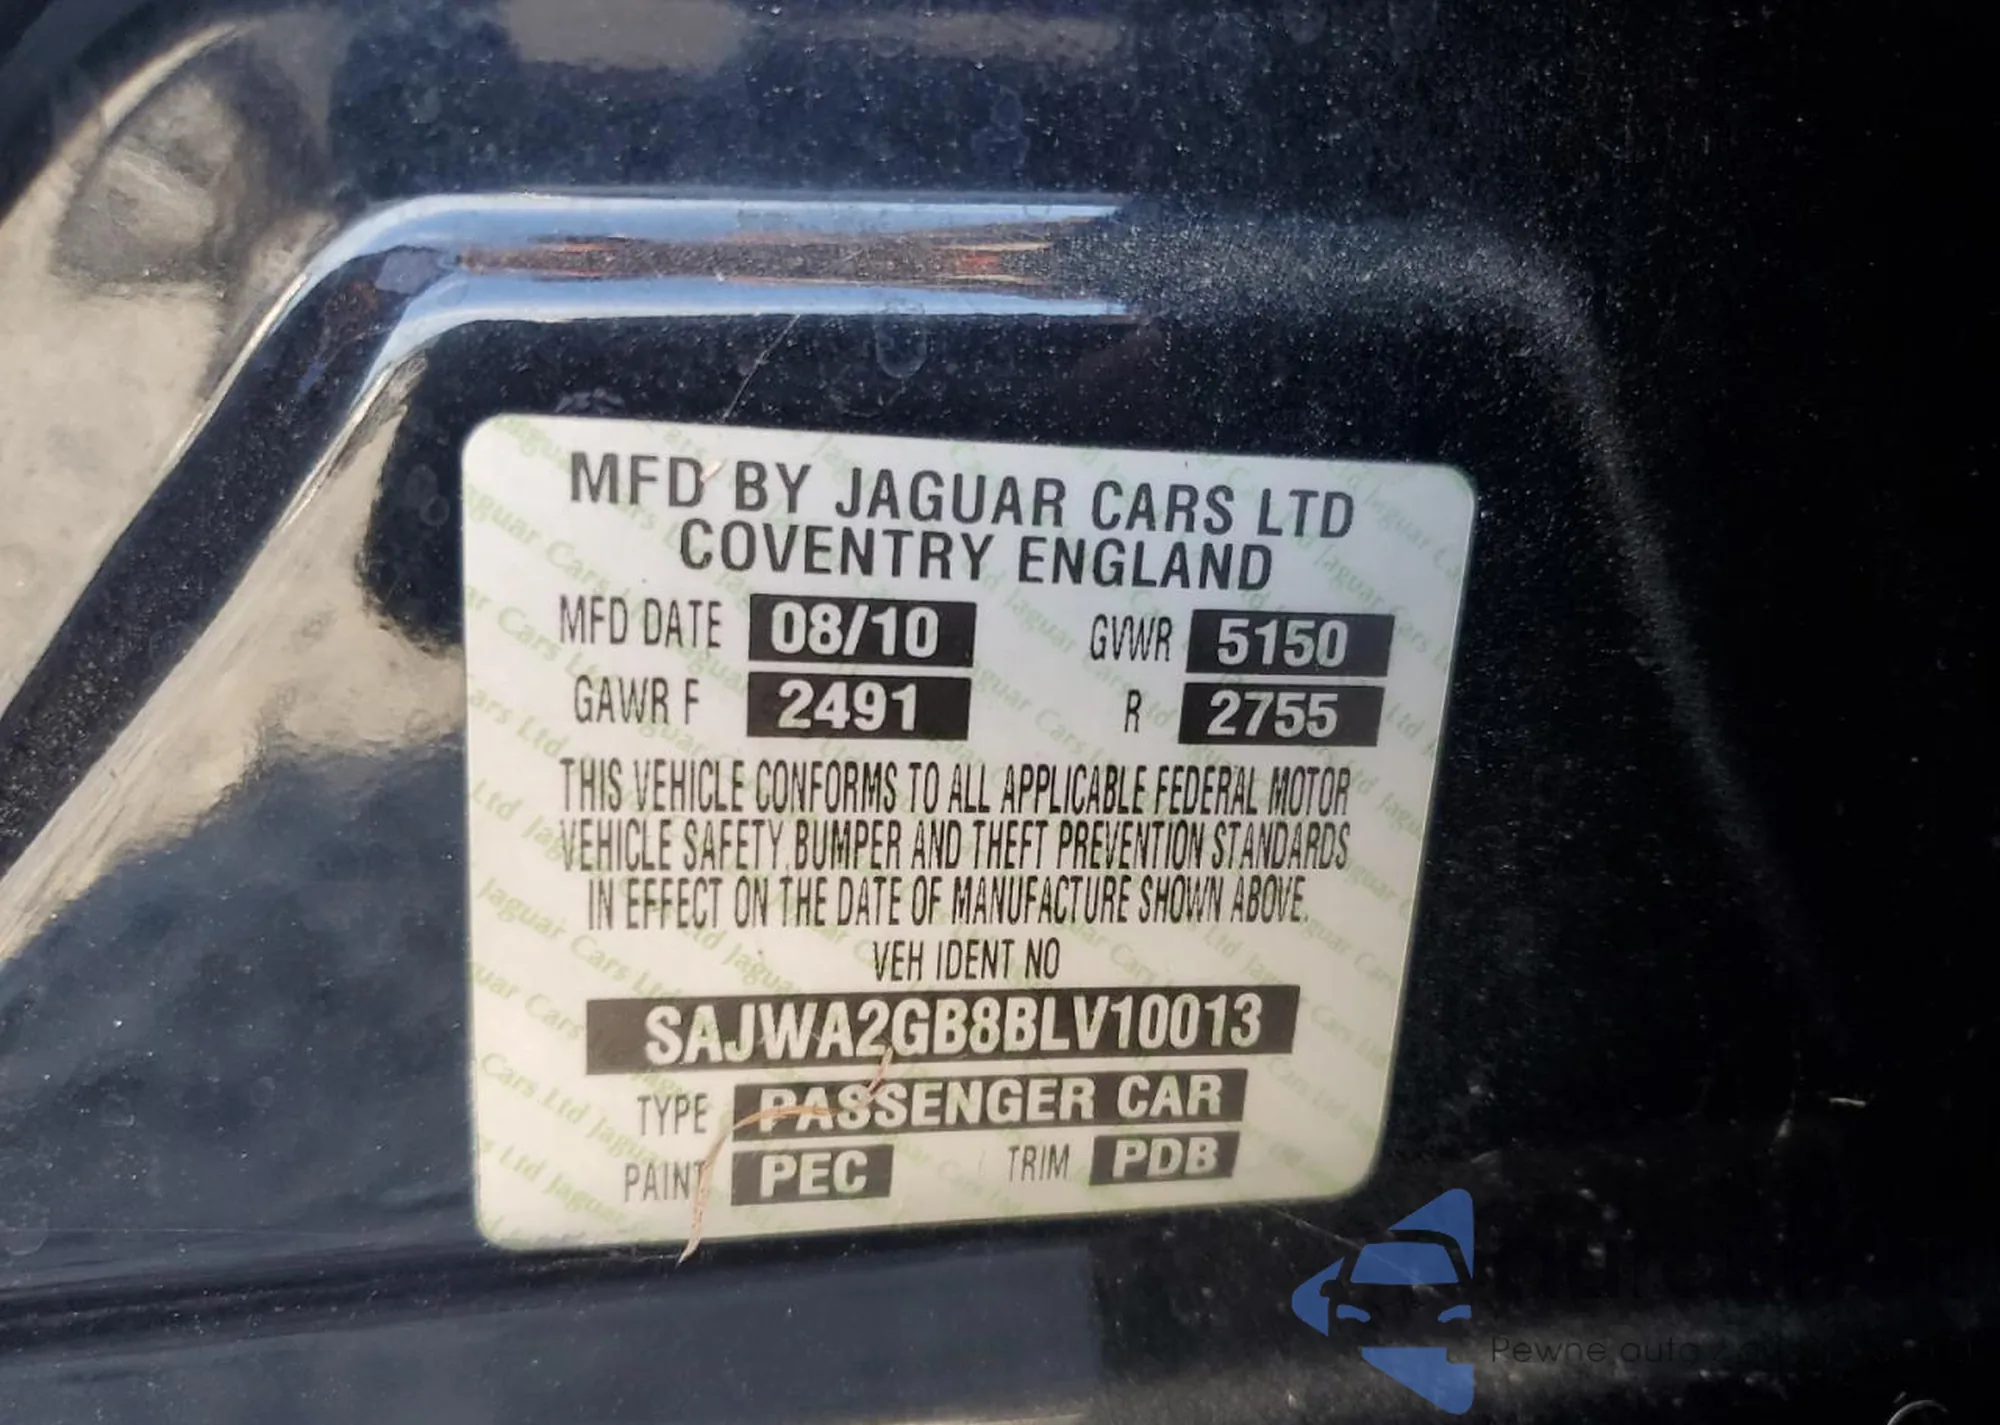 MFD BY JAGUAR CARS LTD
COVENTRY ENGLAND
MFD DATE 08/10 GVWR 5150
GAWR F 2491 R 2755
THIS VEHICLE CONFORMS TO ALL APPLICABLE FEDERAL MOTOR
VEHICLE SAFETY, BUMPER AND THEFT PREVENTION STANDARDS
IN EFFECT ON THE DATE OF MANUFACTURE SHOWN ABOVE.
VEH IDENT NO
SAJWA2GB8BLV10013
TYPE PASSENGER CAR
PAINT PEC TRIM PDB
Pewne auto z